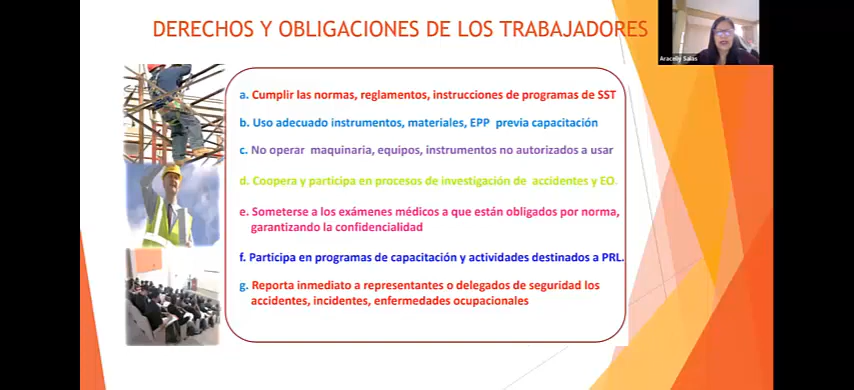 DERECHOS Y OBLIGACIONES DE LOS TRABAJADORES
Aracelly Salas
a. Cumplir las normas, reglamentos, instrucciones de programas de SST
b. Uso adecuado instrumentos, materiales, EPP previa capacitación
c. No operar maquinaria, equipos, instrumentos no autorizados a usar
d. Coopera y participa en procesos de investigación de accidentes y EO.
e. Someterse a los exámenes médicos a que están obligados por norma,
garantizando la confidencialidad
f. Participa en programas de capacitación y actividades destinados a PRL.
g. Reporta inmediato a representantes o delegados de seguridad los
accidentes, incidentes, enfermedades ocupacionales